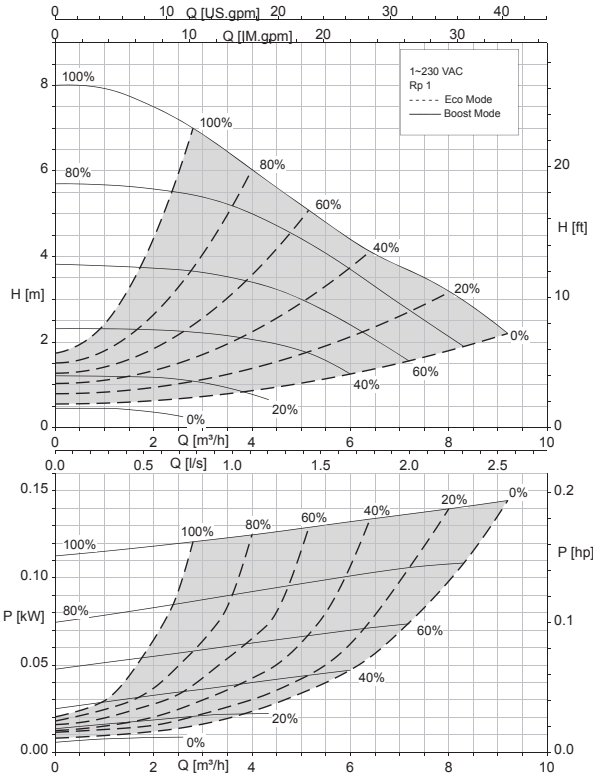 0 10 20 30 40
Q [US.gpm]
0 10 20 30
Q [IM.gpm]
100%
8
1~230 VAC
Rp 1
Eco Mode
Boost Mode
100%
80%
6
20
80%
60%
H [ft]
40%
4
20%
H [m]
10
2
0%
60%
40%
20%
0%
0
0
0 2 4 6 8 10
Q [m³/h]
0.0 0.5 1.0 1.5 2.0 2.5
Q [l/s]
0.15
0.2
0%
20%
40%
60%
80%
100%
100%
P [hp]
0.10
80%
P [kW]
0.1
60%
0.05
40%
20%
0%
0.00
0.0
0 2 4 6 8 10
Q [m³/h]